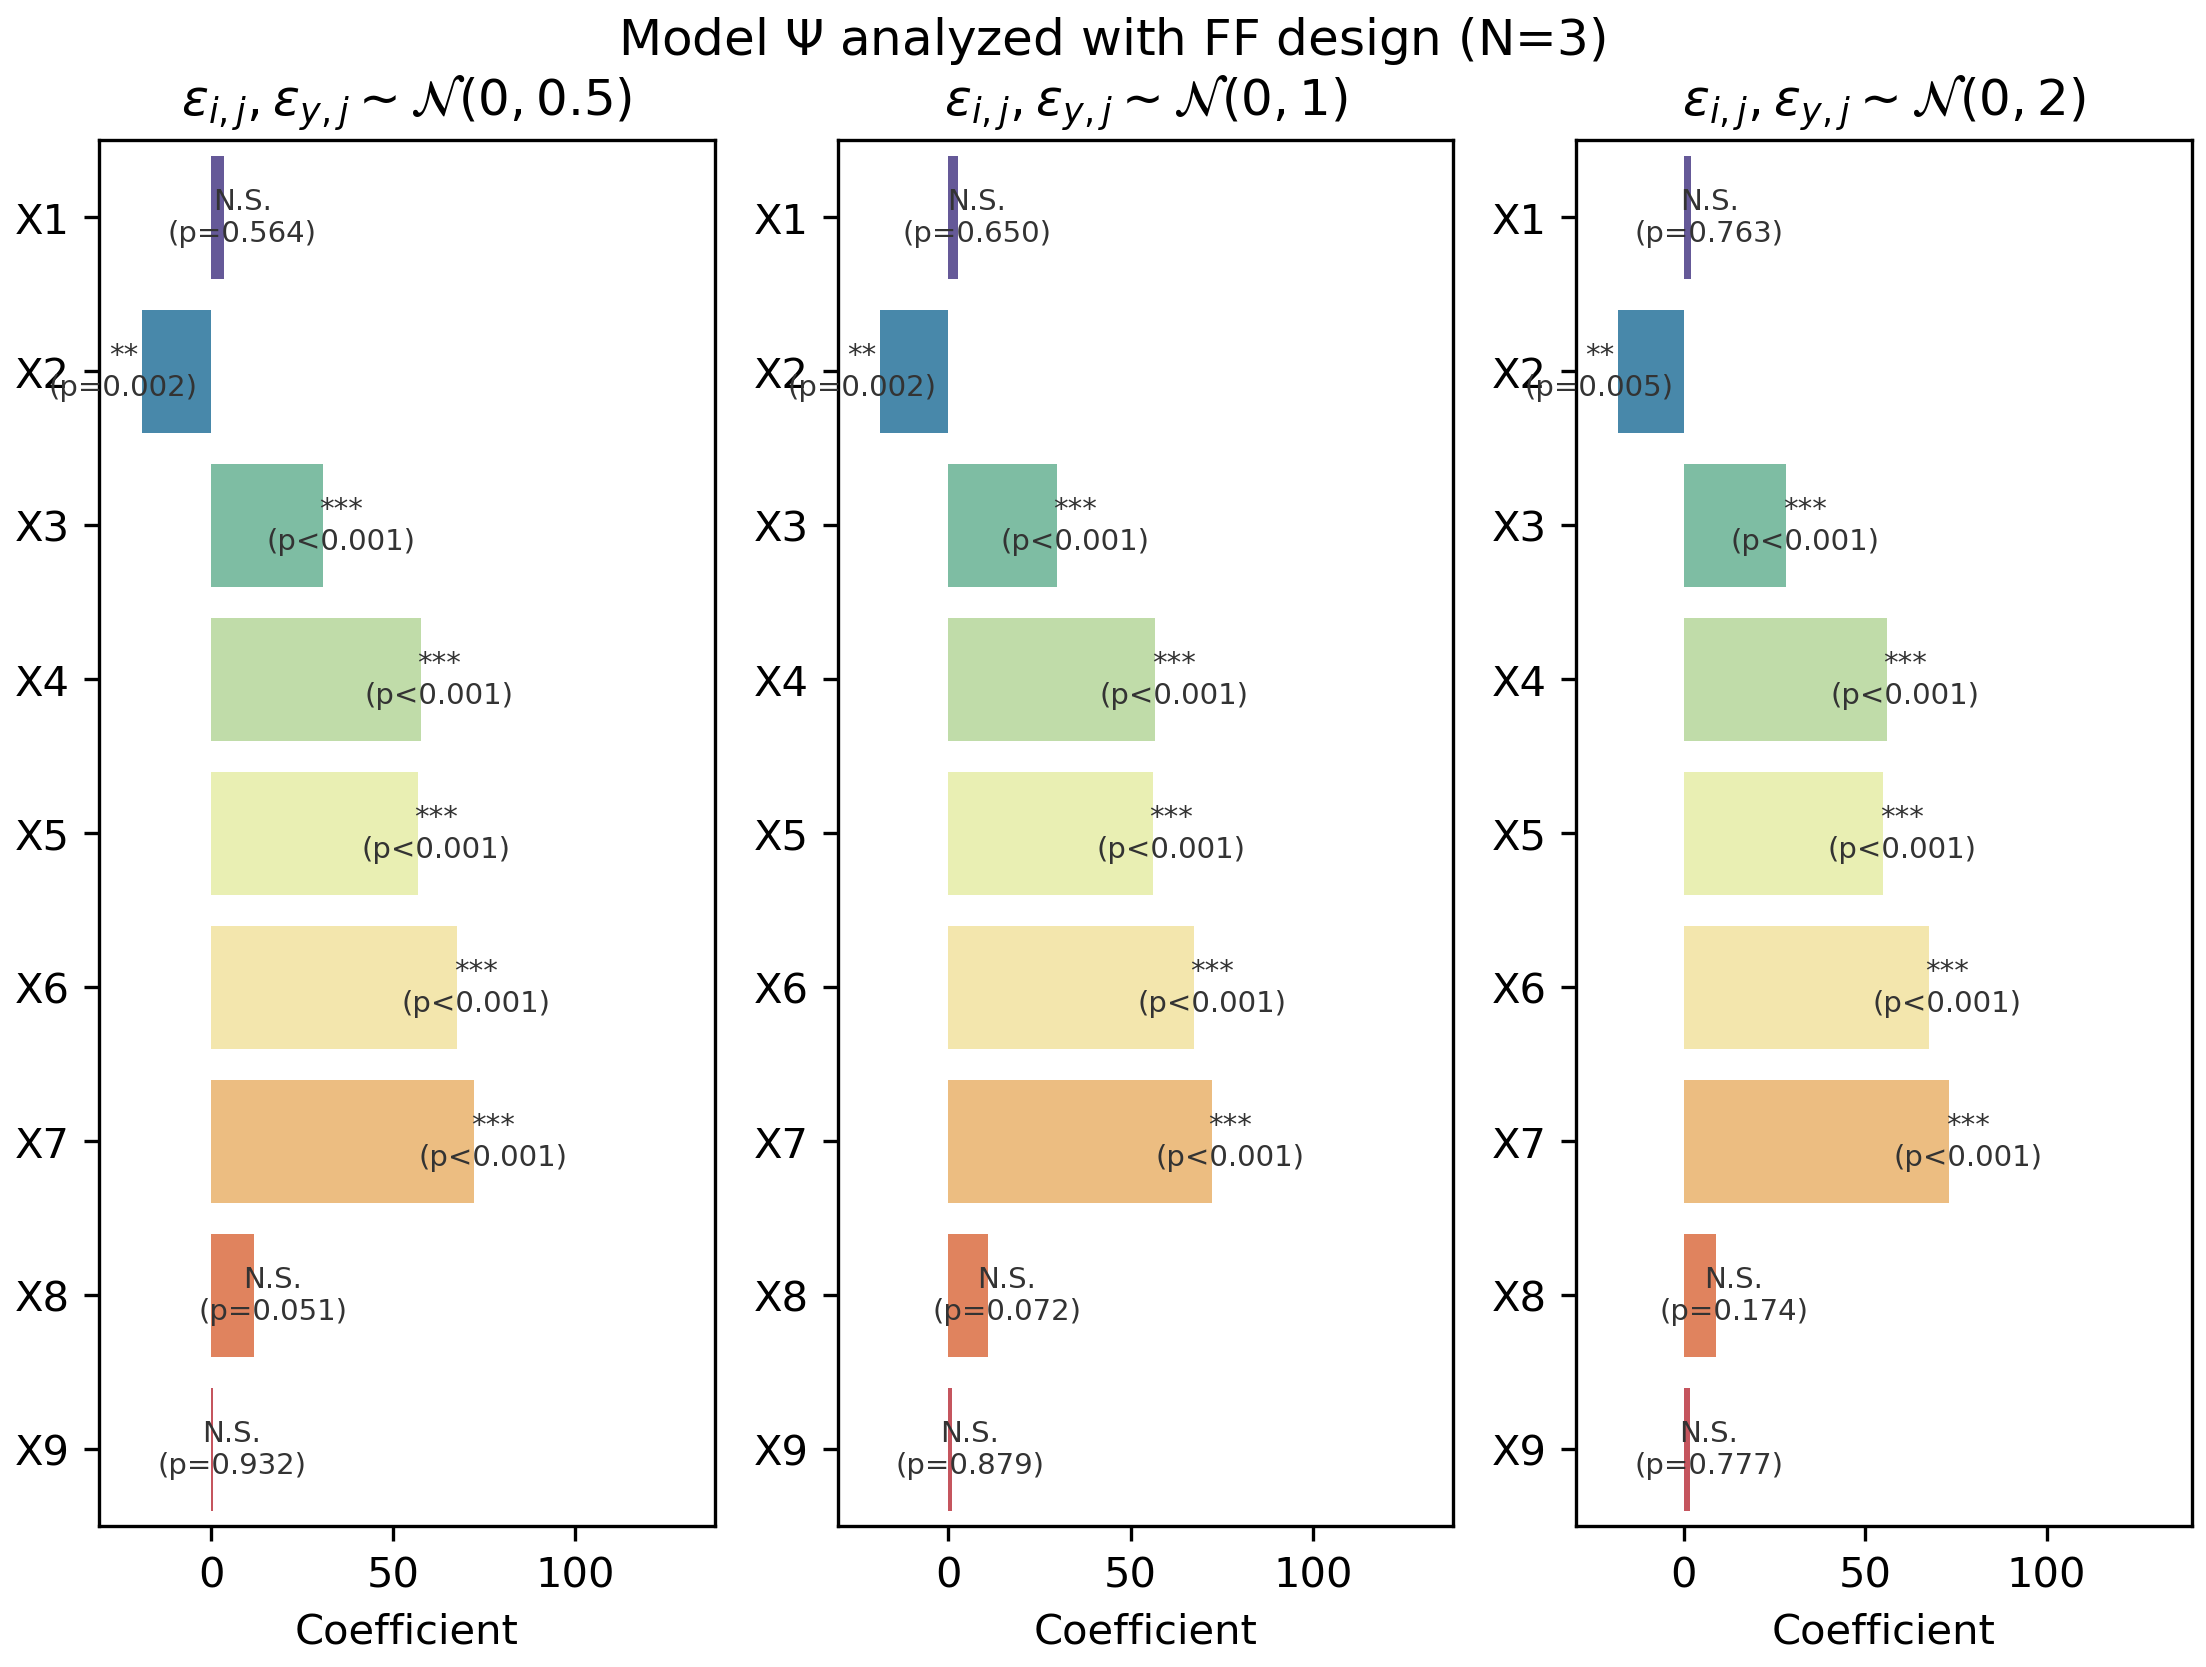 Model Ψ analyzed with FF design (N=3)
ε_{i,j}, ε_{y,j} ~ 𝒩(0, 0.5)
X1
N.S.
(p=0.564)
X2
**
(p=0.002)
X3
***
(p<0.001)
X4
***
(p<0.001)
X5
***
(p<0.001)
X6
***
(p<0.001)
X7
***
(p<0.001)
X8
N.S.
(p=0.051)
X9
N.S.
(p=0.932)
0 50 100
Coefficient
ε_{i,j}, ε_{y,j} ~ 𝒩(0, 1)
X1
N.S.
(p=0.650)
X2
**
(p=0.002)
X3
***
(p<0.001)
X4
***
(p<0.001)
X5
***
(p<0.001)
X6
***
(p<0.001)
X7
***
(p<0.001)
X8
N.S.
(p=0.072)
X9
N.S.
(p=0.879)
0 50 100
Coefficient
ε_{i,j}, ε_{y,j} ~ 𝒩(0, 2)
X1
N.S.
(p=0.763)
X2
**
(p=0.005)
X3
***
(p<0.001)
X4
***
(p<0.001)
X5
***
(p<0.001)
X6
***
(p<0.001)
X7
***
(p<0.001)
X8
N.S.
(p=0.174)
X9
N.S.
(p=0.777)
0 50 100
Coefficient